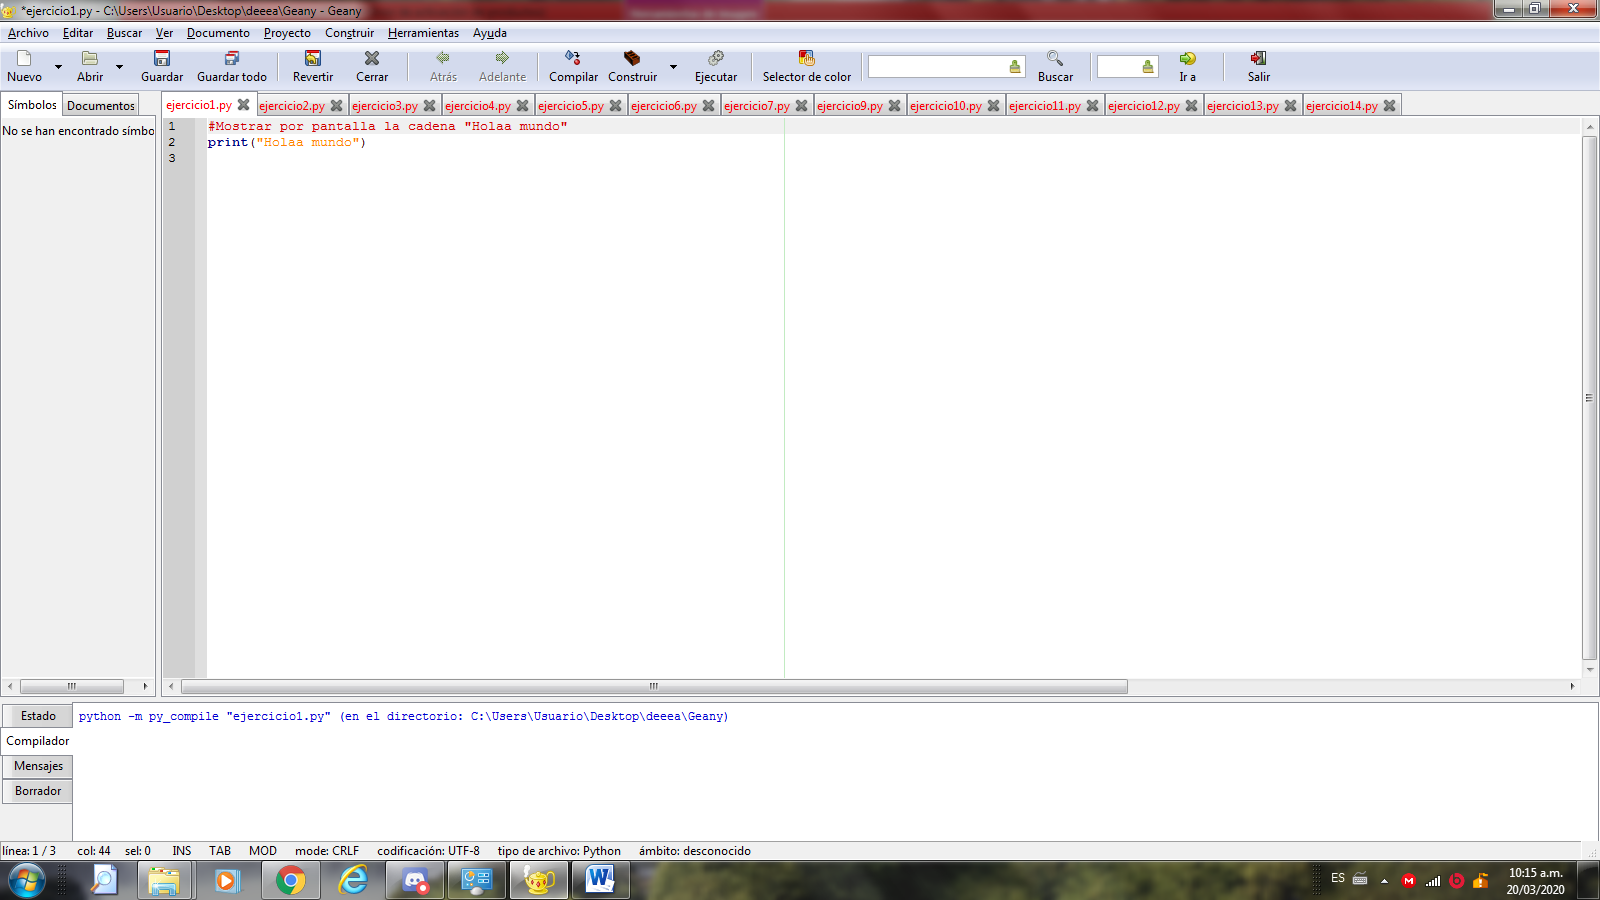 *ejercicio1.py - C:\Users\Usuario\Desktop\deeea\Geany - Geany
Archivo Editar Buscar Ver Documento Proyecto Construir Herramientas Ayuda
Nuevo Abrir Guardar Guardar todo Revertir Cerrar Atrás Adelante Compilar Construir Ejecutar Selector de color Buscar Ir a Salir
Símbolos Documentos ejercicio1.py ejercicio2.py ejercicio3.py ejercicio4.py ejercicio5.py ejercicio6.py ejercicio7.py ejercicio9.py ejercicio10.py ejercicio11.py ejercicio12.py ejercicio13.py ejercicio14.py
No se han encontrado símbo
1 #Mostrar por pantalla la cadena "Holaa mundo"
2 print("Holaa mundo")
3
Estado
Compilador
Mensajes
Borrador
python -m py_compile "ejercicio1.py" (en el directorio: C:\Users\Usuario\Desktop\deeea\Geany)
línea: 1 / 3 col: 44 sel: 0 INS TAB MOD mode: CRLF codificación: UTF-8 tipo de archivo: Python ámbito: desconocido
ES
10:15 a.m.
20/03/2020